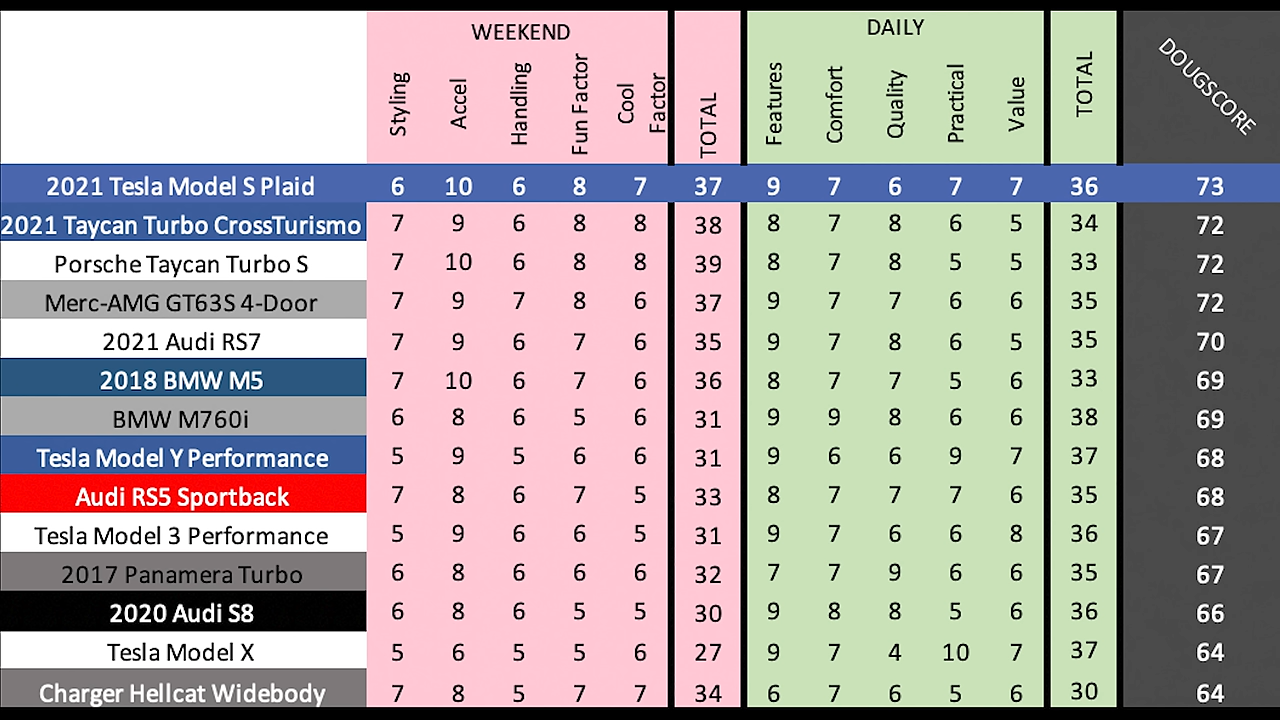 WEEKEND DAILY
Styling Accel Handling Fun Factor Cool Factor TOTAL Features Comfort Quality Practical Value TOTAL DOUGSCORE
2021 Tesla Model S Plaid 6 10 6 8 7 37 9 7 6 7 7 36 73
2021 Taycan Turbo CrossTurismo 7 9 6 8 8 38 8 7 8 6 5 34 72
Porsche Taycan Turbo S 7 10 6 8 8 39 8 7 8 5 5 33 72
Merc-AMG GT63S 4-Door 7 9 7 8 6 37 9 7 7 6 6 35 72
2021 Audi RS7 7 9 6 7 6 35 9 7 8 6 5 35 70
2018 BMW M5 7 10 6 7 6 36 8 7 7 5 6 33 69
BMW M760i 6 8 6 5 6 31 9 9 8 6 6 38 69
Tesla Model Y Performance 5 9 5 6 6 31 9 6 6 9 7 37 68
Audi RS5 Sportback 7 8 6 7 5 33 8 7 7 7 6 35 68
Tesla Model 3 Performance 5 9 6 6 5 31 9 7 6 6 8 36 67
2017 Panamera Turbo 6 8 6 6 6 32 7 7 9 6 6 35 67
2020 Audi S8 6 8 6 5 5 30 9 8 8 5 6 36 66
Tesla Model X 5 6 5 5 6 27 9 7 4 10 7 37 64
Charger Hellcat Widebody 7 8 5 7 7 34 6 7 6 5 6 30 64